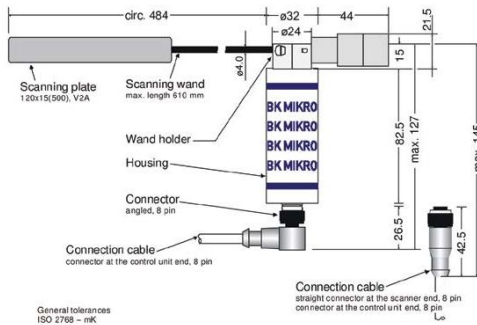 circ. 484
ø32
44
ø24
21.5
15
ø4.0
Scanning plate
120x15(500), V2A
Scanning wand
max. length 610 mm
Wand holder
Housing
BK MIKRO
BK MIKRO
BK MIKRO
BK MIKRO
82.5
max. 127
max. 145
Connector
angled, 8 pin
26.5
42.5
Connection cable
connector at the control unit end, 8 pin
Connection cable
straight connector at the scanner end, 8 pin
connector at the control unit end, 8 pin
General tolerances
ISO 2768 – mK